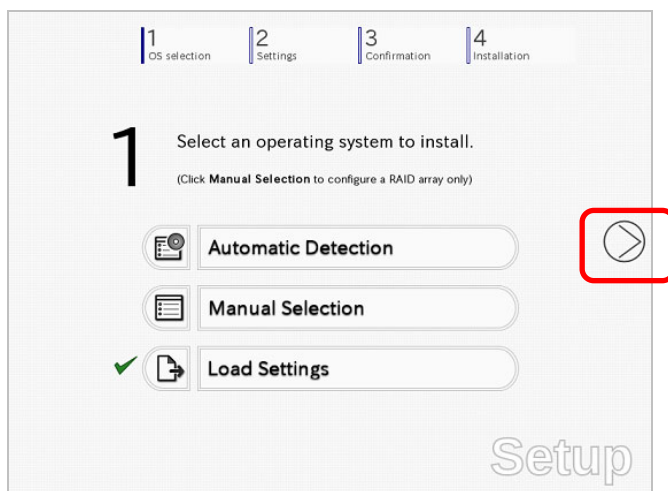 1
OS selection
2
Settings
3
Confirmation
4
Installation
1
Select an operating system to install.
(Click Manual Selection to configure a RAID array only)
Automatic Detection
Manual Selection
Load Settings
Setup